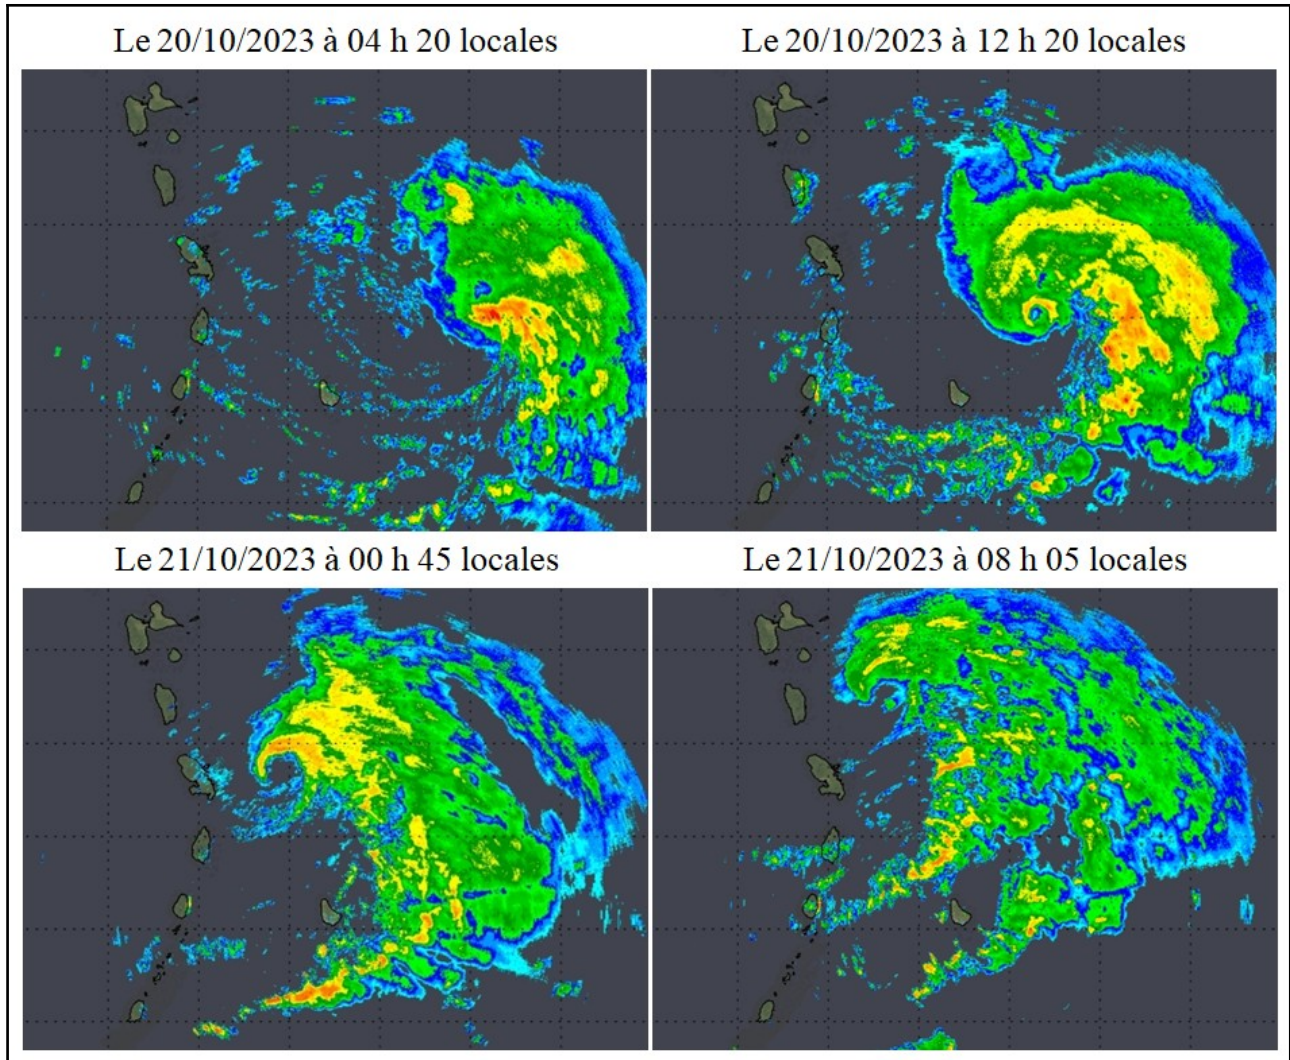 Le 20/10/2023 à 04 h 20 locales
Le 20/10/2023 à 12 h 20 locales
Le 21/10/2023 à 00 h 45 locales
Le 21/10/2023 à 08 h 05 locales